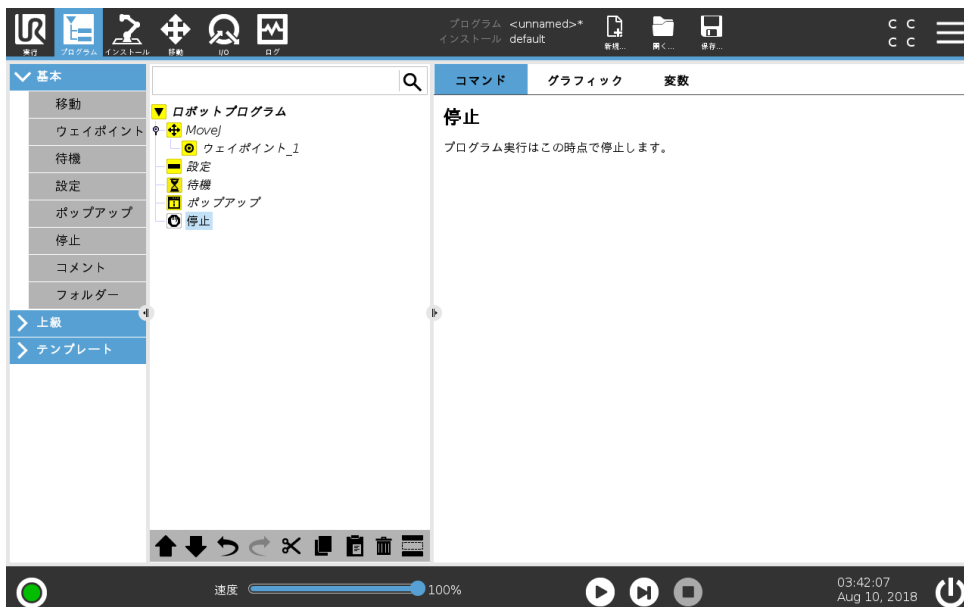 実行
プログラム
インストール
移動
I/O
ログ
プログラム <unnamed>*
インストール default
新規...
開く...
保存...
C C
C C
基本
移動
ウェイポイント
待機
設定
ポップアップ
停止
コメント
フォルダー
上級
テンプレート
ロボットプログラム
MoveJ
ウェイポイント_1
設定
待機
ポップアップ
停止
コマンド
グラフィック
変数
停止
プログラム実行はこの時点で停止します。
速度
100%
03:42:07
Aug 10, 2018